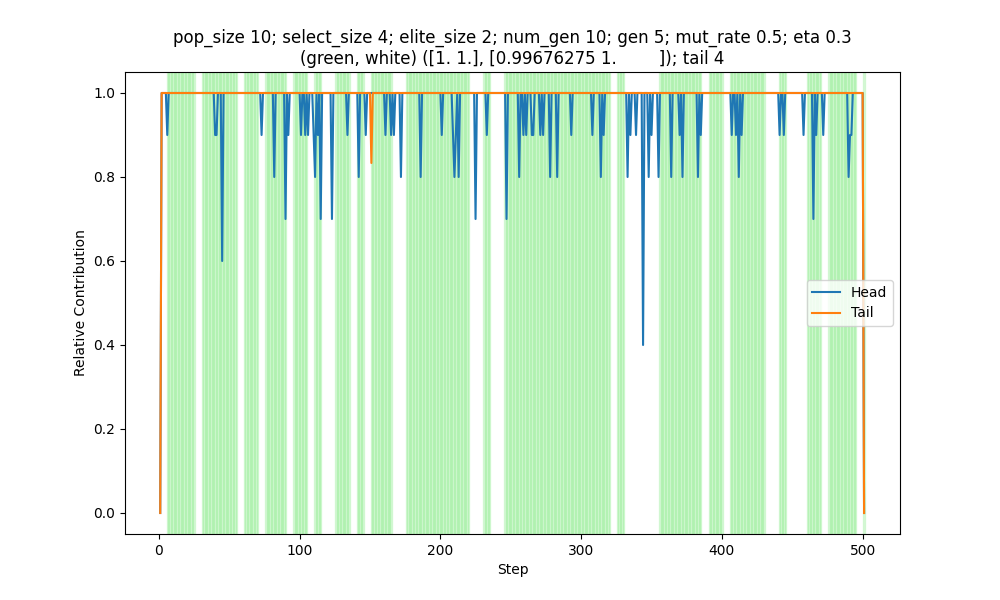 pop_size 10; select_size 4; elite_size 2; num_gen 10; gen 5; mut_rate 0.5; eta 0.3
(green, white) ([1. 1.], [0.99676275 1.         ]); tail 4
1.0
0.8
0.6
0.4
0.2
0.0
Relative Contribution
Head
Tail
0
100
200
300
400
500
Step